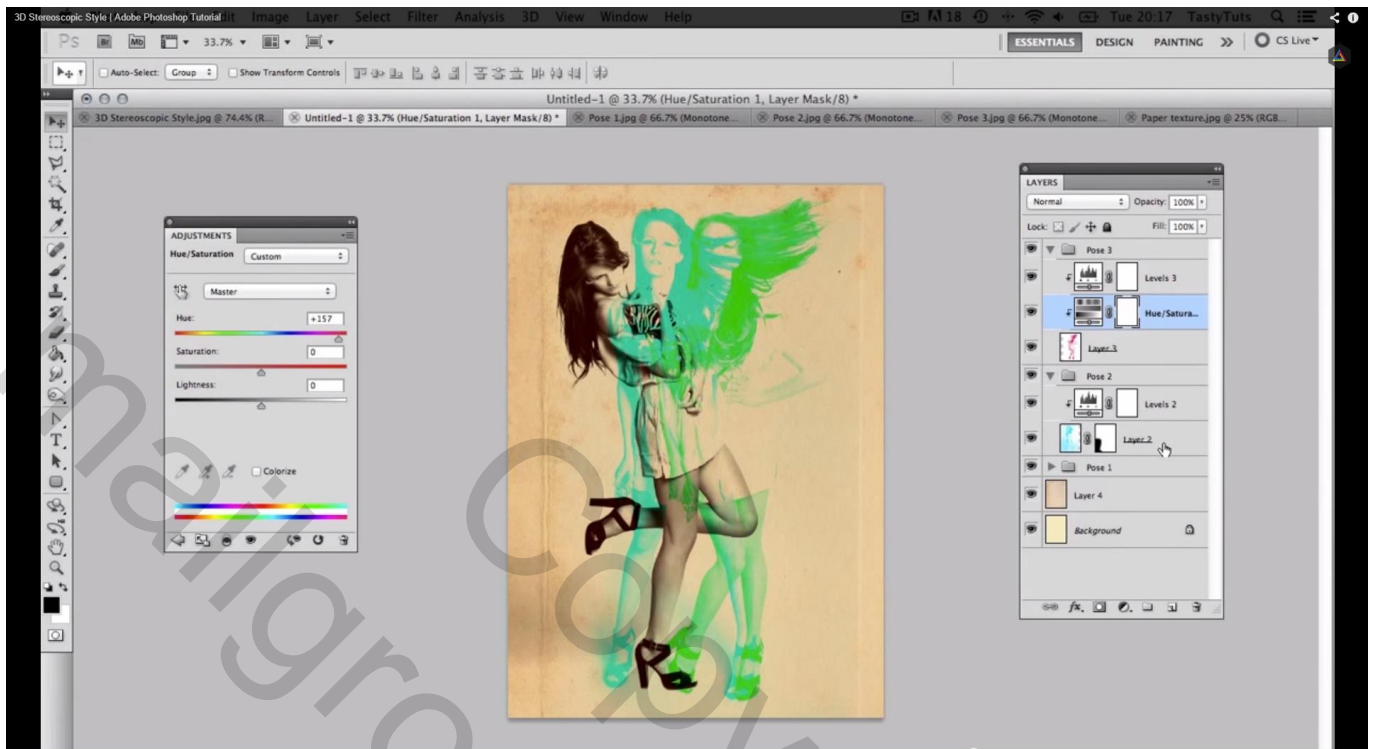 3D Stereoscopic Style | Adobe Photoshop Tutorial
Edit Image Layer Select Filter Analysis 3D View Window Help
18 Tue 20:17 TastyTuts
Ps Br Mb 33.7% ESSENTIALS DESIGN PAINTING CS Live
Auto-Select: Group Show Transform Controls
Untitled-1 @ 33.7% (Hue/Saturation 1, Layer Mask/8) *
3D Stereoscopic Style.jpg @ 74.4% (R... Untitled-1 @ 33.7% (Hue/Saturation 1, Layer Mask/8) * Pose 1.jpg @ 66.7% (Monotone... Pose 2.jpg @ 66.7% (Monotone... Pose 3.jpg @ 66.7% (Monotone... Paper texture.jpg @ 25% (RGB...
ADJUSTMENTS
Hue/Saturation Custom
Master
Hue: +157
Saturation: 0
Lightness: 0
Colorize
LAYERS
Normal Opacity: 100%
Lock: Fill: 100%
Pose 3
Levels 3
Hue/Satura...
Layer 3
Pose 2
Levels 2
Layer 2
Pose 1
Layer 4
Background
fx.
T
mailgro
Copy